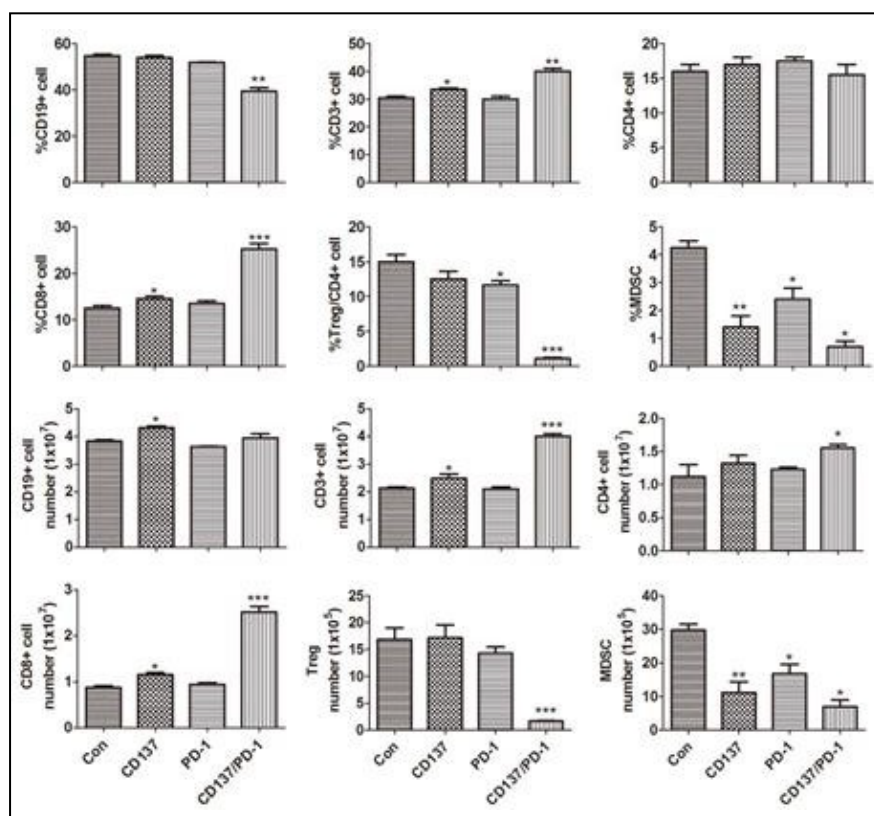 %CD19+ cell
60
40
20
0
**
%CD3+ cell
50
40
30
20
10
0
*
**
%CD4+ cell
20
15
10
5
0
%CD8+ cell
30
20
10
0
*
***
%Treg/CD4+ cell
20
15
10
5
0
*
***
%MDSC
5
4
3
2
1
0
**
*
*
CD19+ cell
number (1x10⁷)
5
4
3
2
1
0
*
CD3+ cell
number (1x10⁷)
5
4
3
2
1
0
*
***
CD4+ cell
number (1x10⁷)
2.0
1.5
1.0
0.5
0.0
*
CD8+ cell
number (1x10⁷)
3
2
1
0
*
***
Con
CD137
PD-1
CD137/PD-1
Treg
number (1x10⁵)
25
20
15
10
5
0
***
Con
CD137
PD-1
CD137/PD-1
MDSC
number (1x10⁵)
40
30
20
10
0
**
*
*
Con
CD137
PD-1
CD137/PD-1